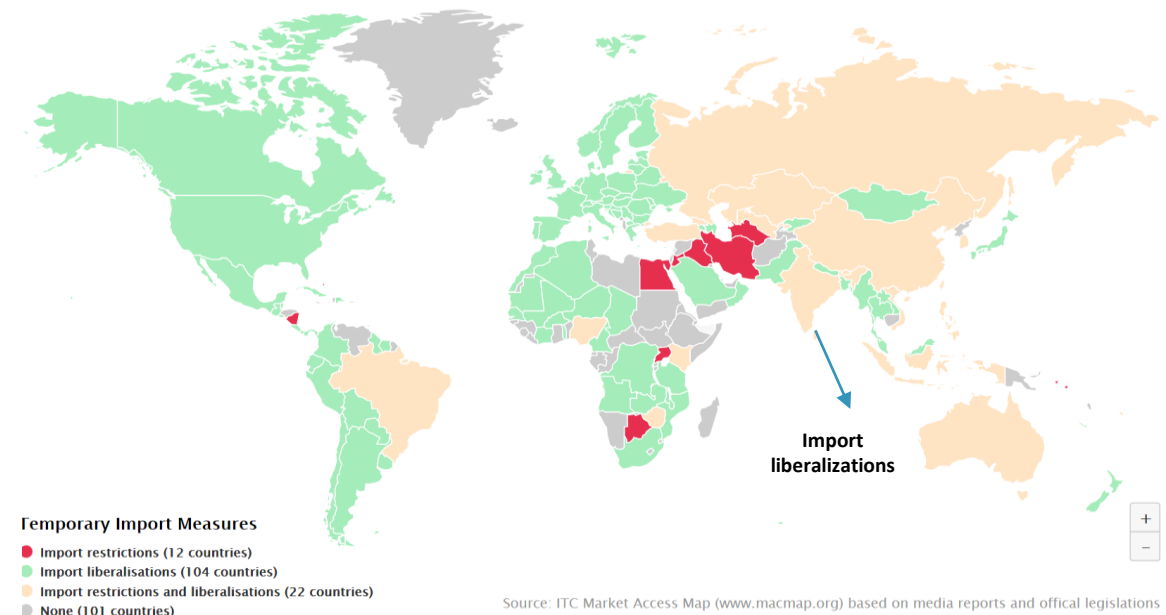 Import
liberalizations
Temporary Import Measures
Import restrictions (12 countries)
Import liberalisations (104 countries)
Import restrictions and liberalisations (22 countries)
None (101 countries)
+
−
Source: ITC Market Access Map (www.macmap.org) based on media reports and offical legislations